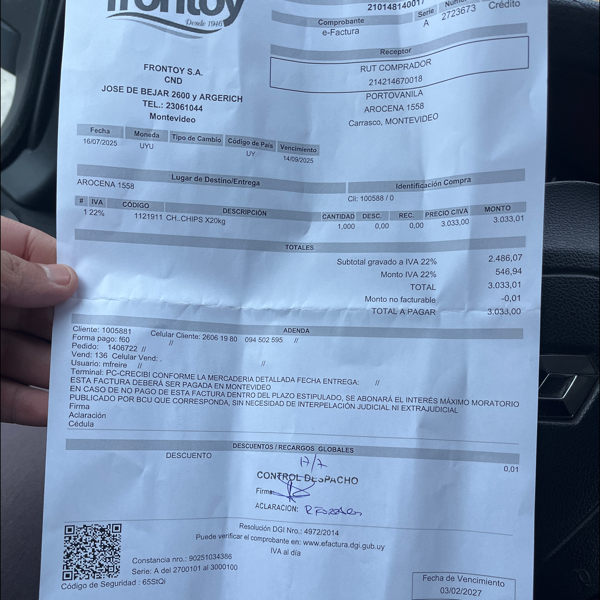 frontoy
Desde 1946
210148140017
Comprobante Serie
e-Factura A 2723673 Crédito
Receptor
RUT COMPRADOR
214214670018
PORTOVANILA
AROCENA 1558
Carrasco, MONTEVIDEO
FRONTOY S.A.
CND
JOSE DE BEJAR 2600 y ARGERICH
TEL.: 23061044
Montevideo
Fecha Moneda Tipo de Cambio Código de País Vencimiento
16/07/2025 UYU UY 14/09/2025
Lugar de Destino/Entrega Identificación Compra
AROCENA 1558 Cli: 100588 / 0
# IVA CÓDIGO DESCRIPCIÓN CANTIDAD DESC. REC. PRECIO C/IVA MONTO
1 22% 1121911 CH..CHIPS X20kg 1,000 0,00 0,00 3.033,00 3.033,01
TOTALES
Subtotal gravado a IVA 22% 2.486,07
Monto IVA 22% 546,94
TOTAL 3.033,01
Monto no facturable -0,01
TOTAL A PAGAR 3.033,00
ADENDA
Cliente: 1005881 Celular Cliente: 2606 19 80 094 502 595 //
Forma pago: f60 //
Pedido: 1406722 //
Vend: 136 Celular Vend: .
Usuario: mfreire // //
Terminal: PC-CRECIBI CONFORME LA MERCADERIA DETALLADA FECHA ENTREGA: //
ESTA FACTURA DEBERÁ SER PAGADA EN MONTEVIDEO
EN CASO DE NO PAGO DE ESTA FACTURA DENTRO DEL PLAZO ESTIPULADO, SE ABONARÁ EL INTERÉS MÁXIMO MORATORIO
PUBLICADO POR BCU QUE CORRESPONDA, SIN NECESIDAD DE INTERPELACIÓN JUDICIAL NI EXTRAJUDICIAL
Firma
Aclaración
Cédula
DESCUENTOS / RECARGOS GLOBALES
DESCUENTO 0,01
17/7
CONTROL DESPACHO
Firma
ACLARACIÓN:
Resolución DGI Nro.: 4972/2014
Puede verificar el comprobante en: www.efactura.dgi.gub.uy
IVA al día
Constancia nro.: 90251034386
Serie: A del 2700101 al 3000100
Código de Seguridad : 65StQi
Fecha de Vencimiento
03/02/2027